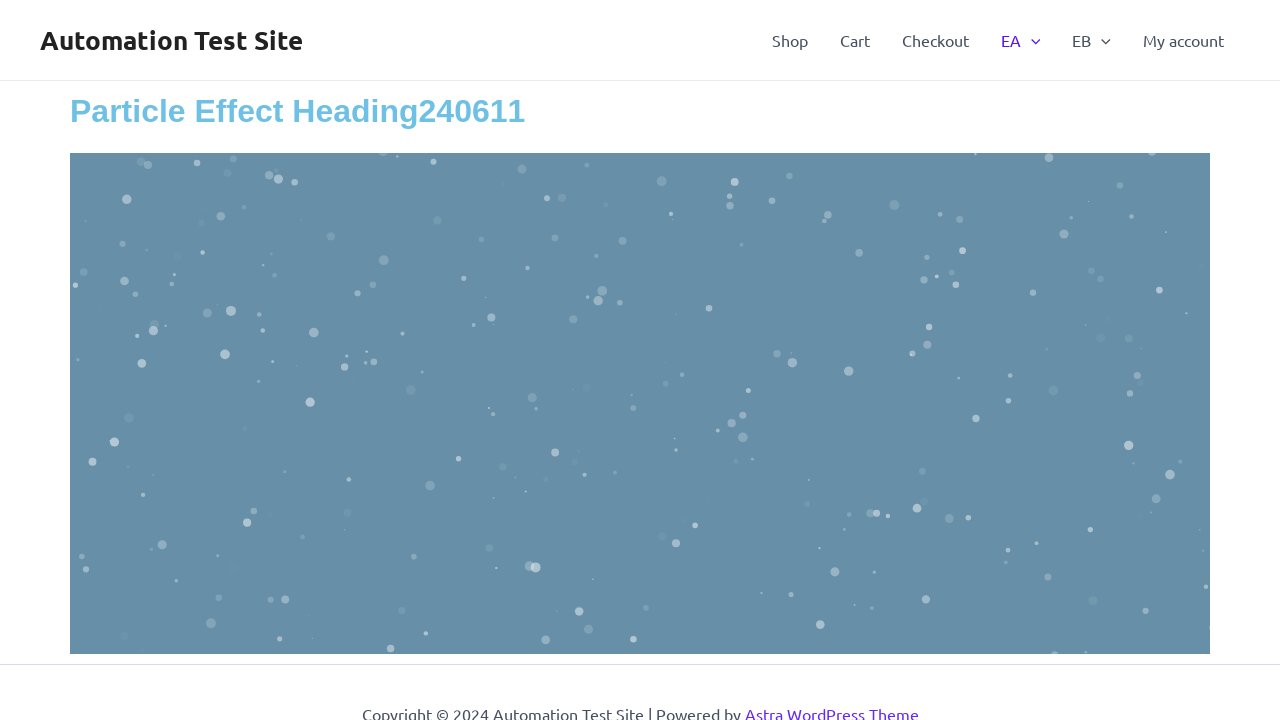 Automation Test Site
Shop
Cart
Checkout
EA
EB
My account
Particle Effect Heading240611
Copyright © 2024 Automation Test Site | Powered by Astra WordPress Theme